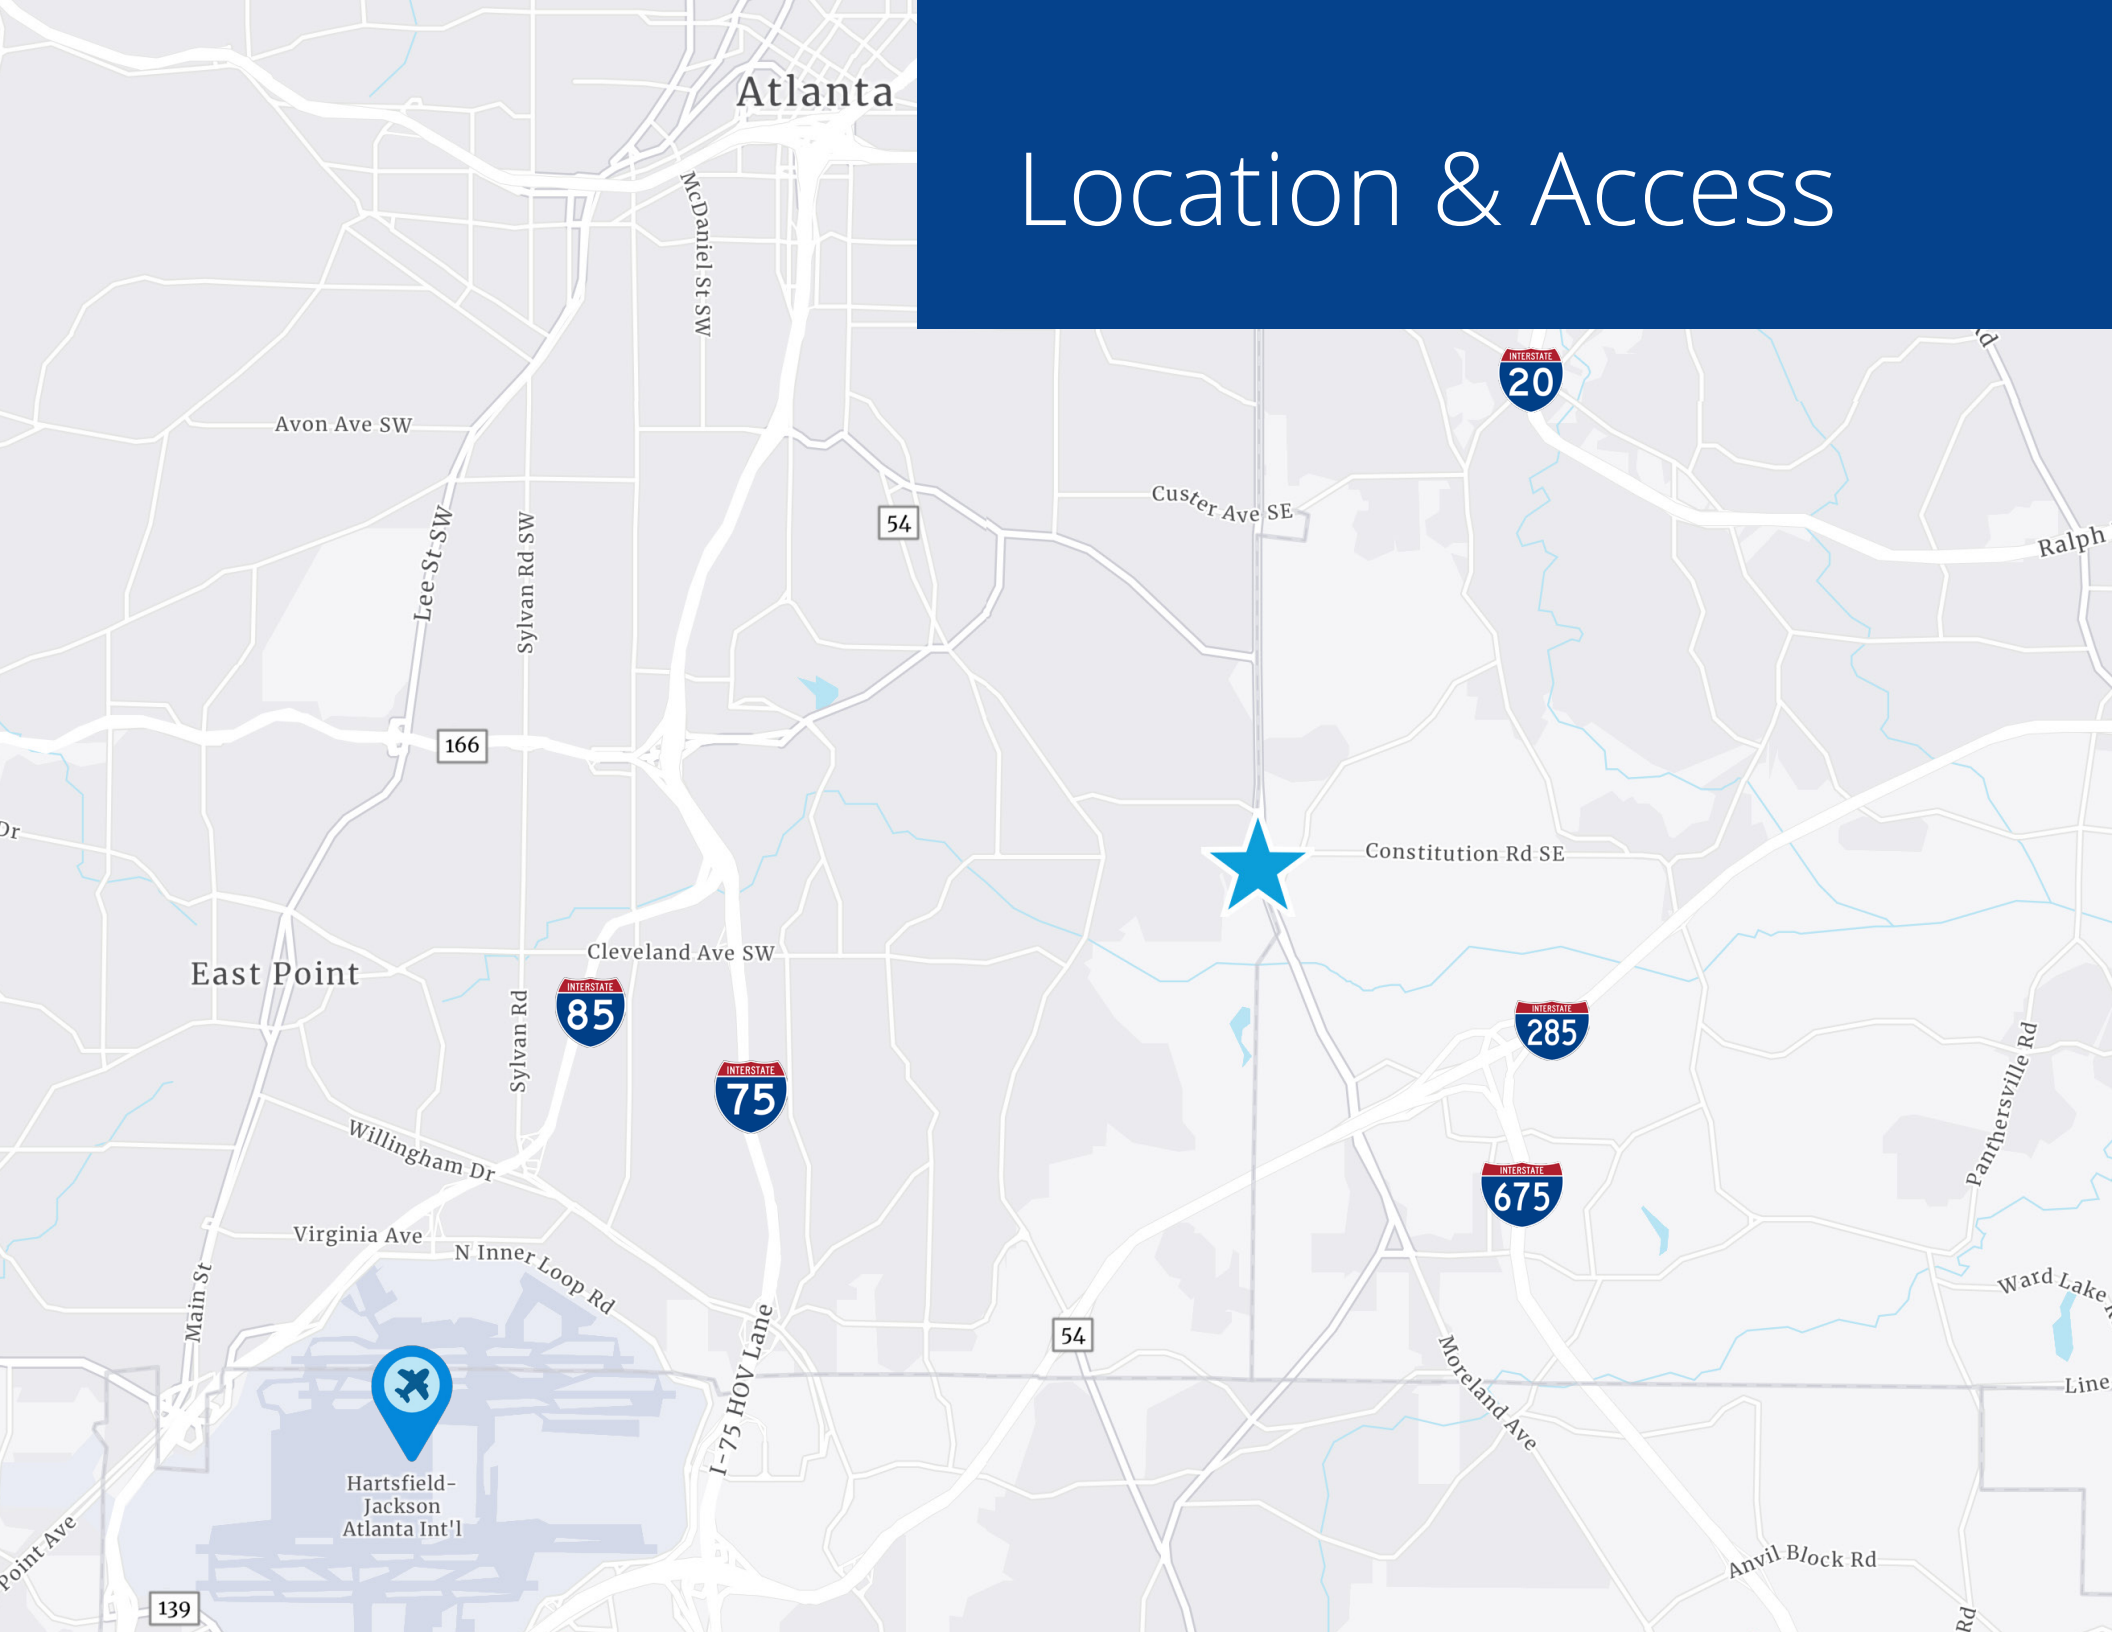 Location & Access
Atlanta
McDaniel St SW
INTERSTATE
20
Avon Ave SW
Custer Ave SE
54
Lee St SW
Sylvan Rd SW
Ralph
166
Dr
Constitution Rd SE
Cleveland Ave SW
East Point
INTERSTATE
85
Sylvan Rd
INTERSTATE
285
INTERSTATE
75
Panthersville Rd
Willingham Dr
INTERSTATE
675
Virginia Ave
N Inner Loop Rd
Main St
Ward Lake
54
I-75 HOV Lane
Moreland Ave
Line
Hartsfield-
Jackson
Atlanta Int'l
Point Ave
Anvil Block Rd
139
Rd